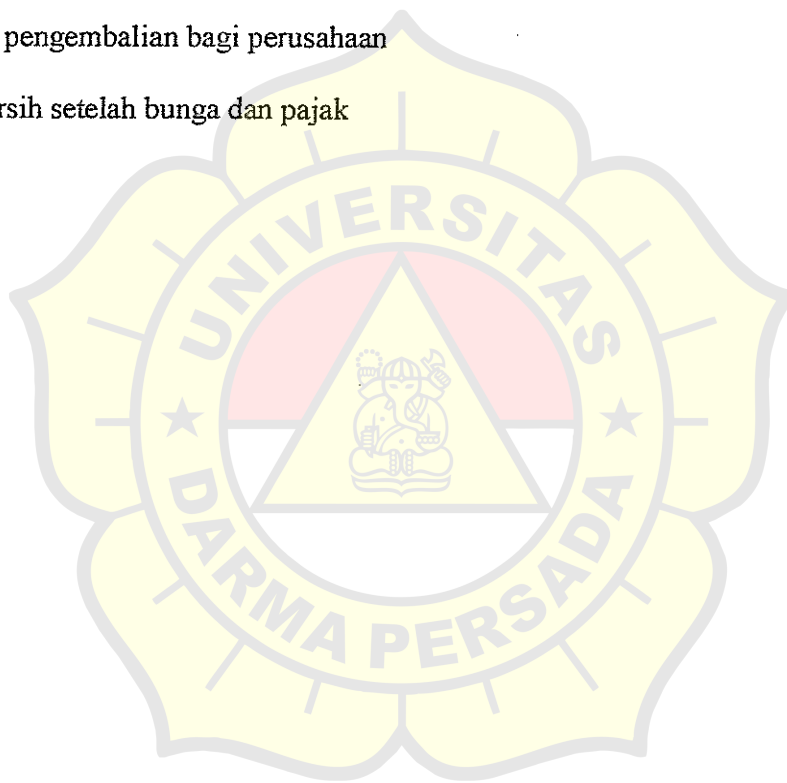 pengembalian bagi perusahaan
rsih setelah bunga dan pajak
UNIVERSITAS
DARMA PERSADA